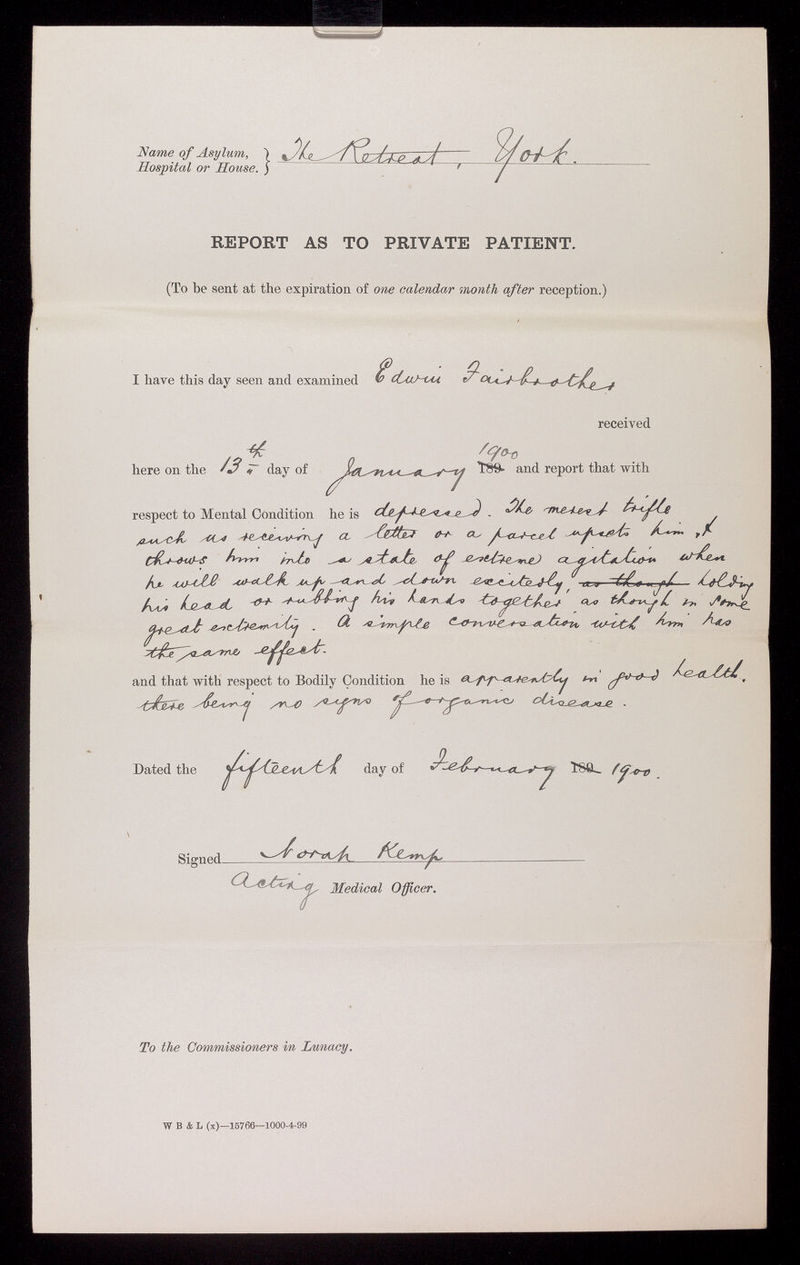 Name of Asylum, } The Retreat, York.
Hospital or House. }
REPORT AS TO PRIVATE PATIENT.
(To be sent at the expiration of one calendar month after reception.)
I have this day seen and examined Edwin Fairbrother
received
here on the 13th day of January 189 1900 and report that with
respect to Mental Condition he is depressed. The merest trifle
such as receiving a letter or a parcel upsets him, &
throws him into a state of extreme agitation when
he will walk up and down excitedly, as though holding
his head or rubbing his hands together as though in some
great extremity. A simple conversation with him has
the same effect.
and that with respect to Bodily Condition he is apparently in good health,
there being no signs of organic disease.
Dated the fifteenth day of February 189 1900.
Signed Norah Kemp
Acting Medical Officer.
To the Commissioners in Lunacy.
W B & L (x)—15766—1000-4-99